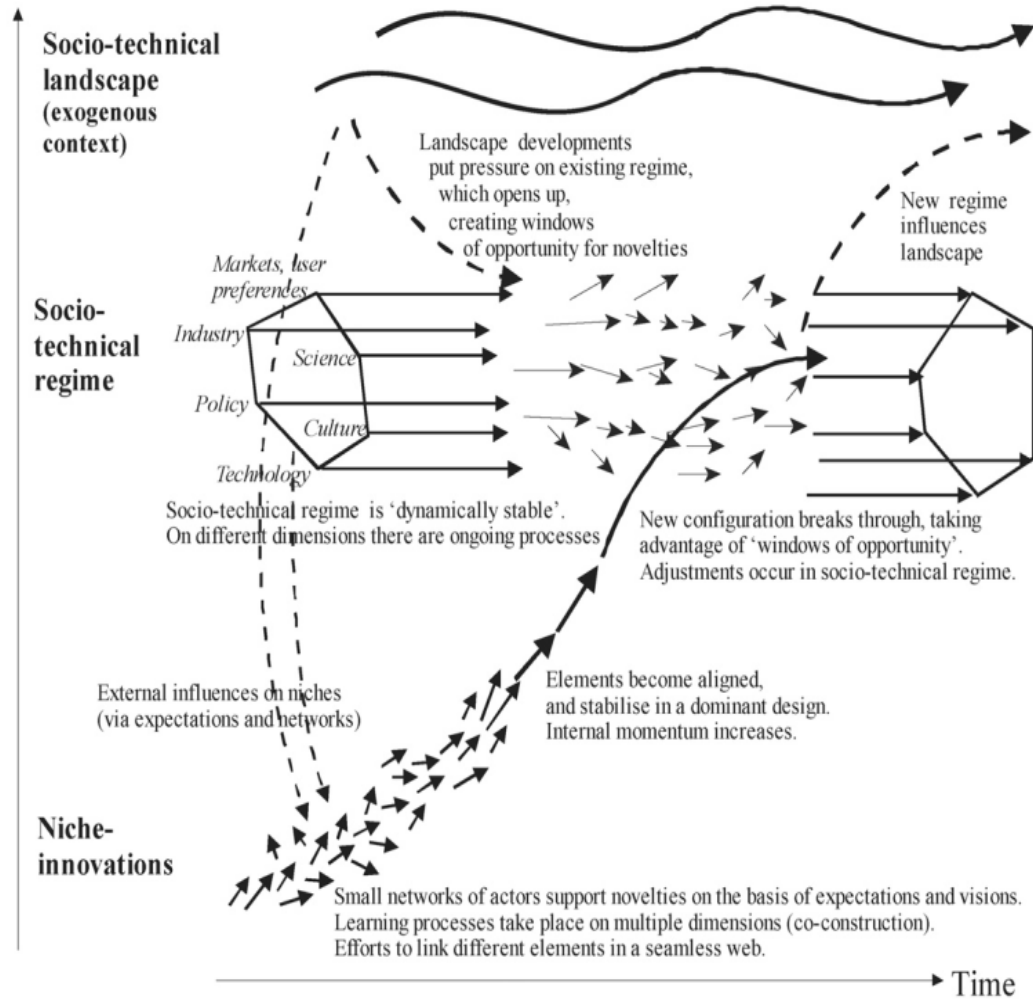 Socio-technical
landscape
(exogenous
context)
Landscape developments
put pressure on existing regime,
which opens up,
creating windows
of opportunity for novelties
New regime
influences
landscape
Markets, user
preferences
Socio-
technical
regime
Industry
Science
Policy
Culture
Technology
Socio-technical regime is ‘dynamically stable’.
On different dimensions there are ongoing processes
New configuration breaks through, taking
advantage of ‘windows of opportunity’.
Adjustments occur in socio-technical regime.
External influences on niches
(via expectations and networks)
Elements become aligned,
and stabilise in a dominant design.
Internal momentum increases.
Niche-
innovations
Small networks of actors support novelties on the basis of expectations and visions.
Learning processes take place on multiple dimensions (co-construction).
Efforts to link different elements in a seamless web.
Time